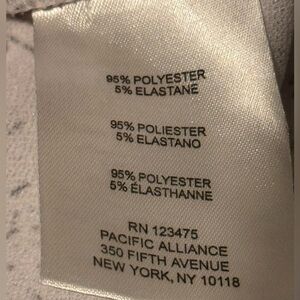 95% POLYESTER
5% ELASTANE
95% POLIESTER
5% ELASTANO
95% POLYESTER
5% ÉLASTHANNE
RN 123475
PACIFIC ALLIANCE
350 FIFTH AVENUE
NEW YORK, NY 10118